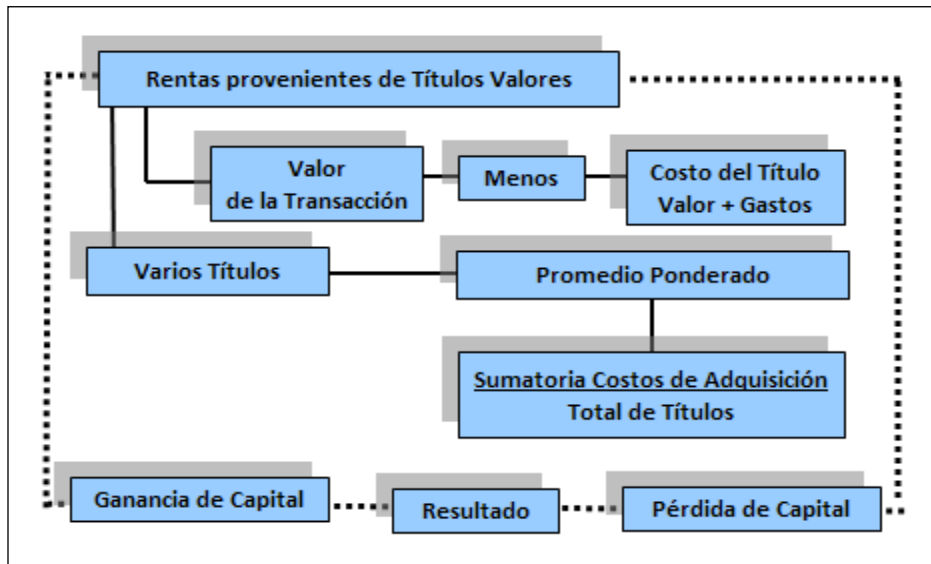 Rentas provenientes de Títulos Valores
Valor
de la Transacción
Menos
Costo del Título
Valor + Gastos
Varios Títulos
Promedio Ponderado
Sumatoria Costos de Adquisición
Total de Títulos
Ganancia de Capital
Resultado
Pérdida de Capital